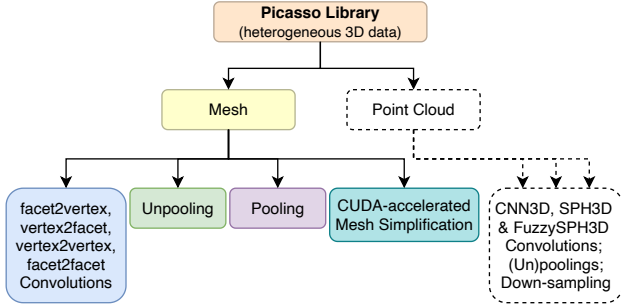 Picasso Library
(heterogeneous 3D data)
Mesh
Point Cloud
facet2vertex,
vertex2facet,
vertex2vertex,
facet2facet
Convolutions
Unpooling
Pooling
CUDA-accelerated
Mesh Simplification
CNN3D, SPH3D
& FuzzySPH3D
Convolutions;
(Un)poolings;
Down-sampling